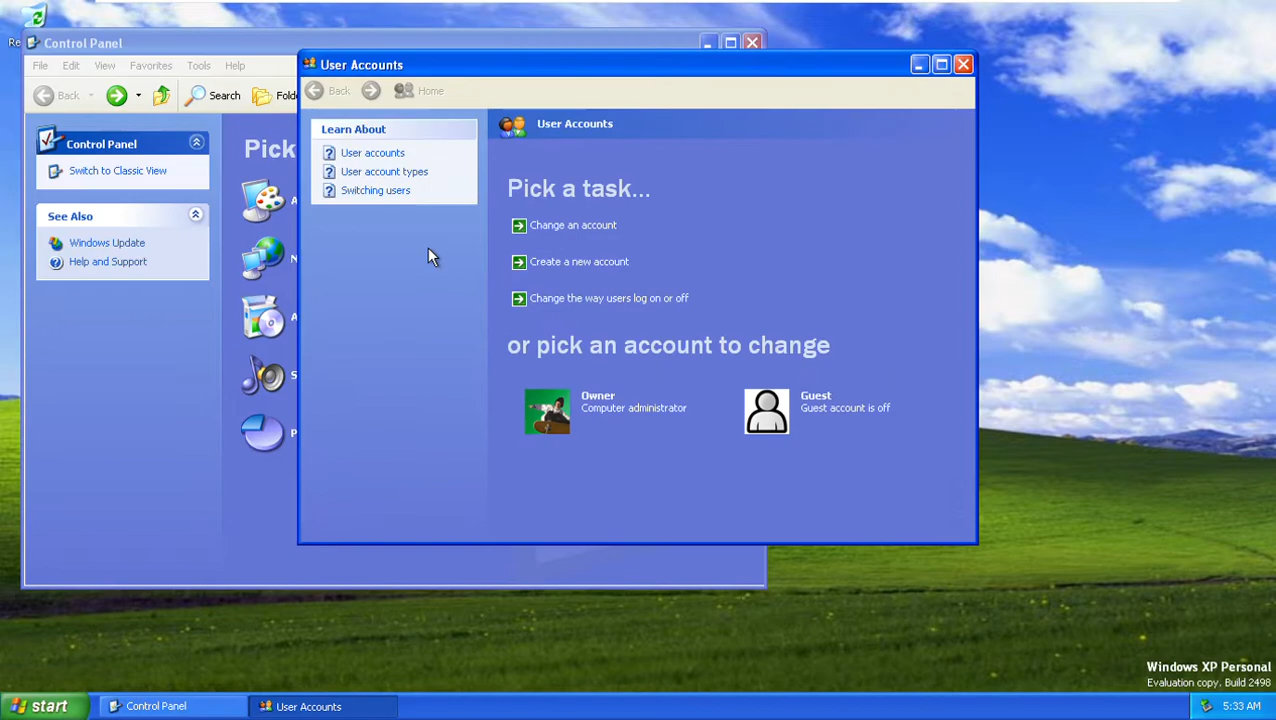 Control Panel
File Edit View Favorites Tools Help
Back Search
Control Panel
Switch to Classic View
See Also
Windows Update
Help and Support
Pick
User Accounts
Back Home
Learn About
User accounts
User account types
Switching users
User Accounts
Pick a task...
Change an account
Create a new account
Change the way users log on or off
or pick an account to change
Owner
Computer administrator
Guest
Guest account is off
Windows XP Personal
Evaluation copy. Build 2498
start Control Panel User Accounts 5:33 AM